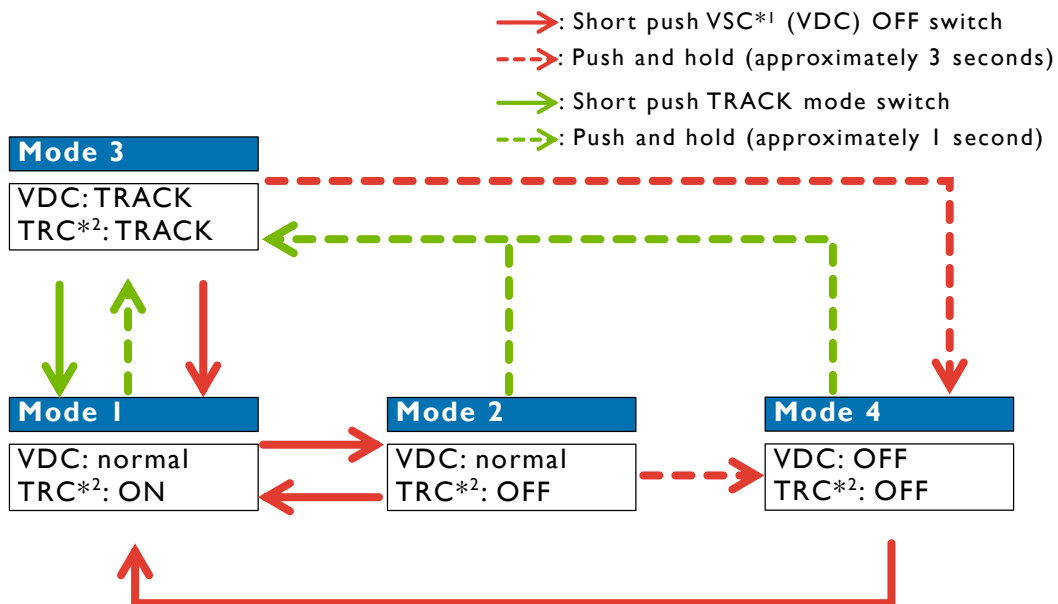 : Short push VSC*1 (VDC) OFF switch
: Push and hold (approximately 3 seconds)
: Short push TRACK mode switch
: Push and hold (approximately 1 second)
Mode 3
VDC: TRACK
TRC*2: TRACK
Mode 1
VDC: normal
TRC*2: ON
Mode 2
VDC: normal
TRC*2: OFF
Mode 4
VDC: OFF
TRC*2: OFF